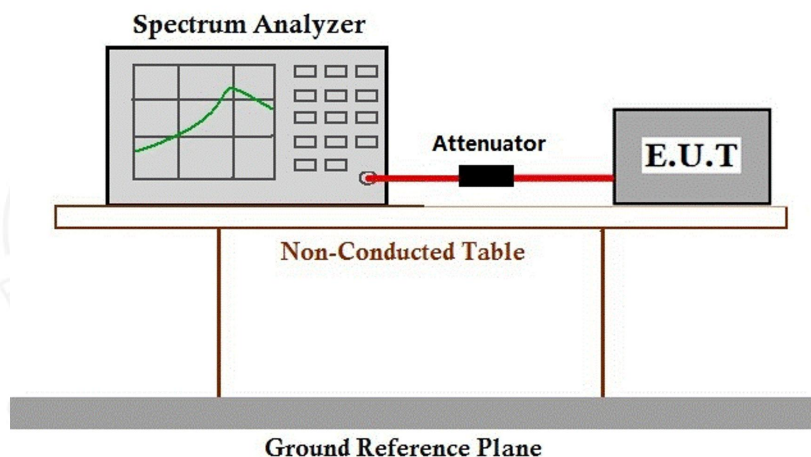 Spectrum Analyzer
Attenuator
E.U.T
Non-Conducted Table
Ground Reference Plane